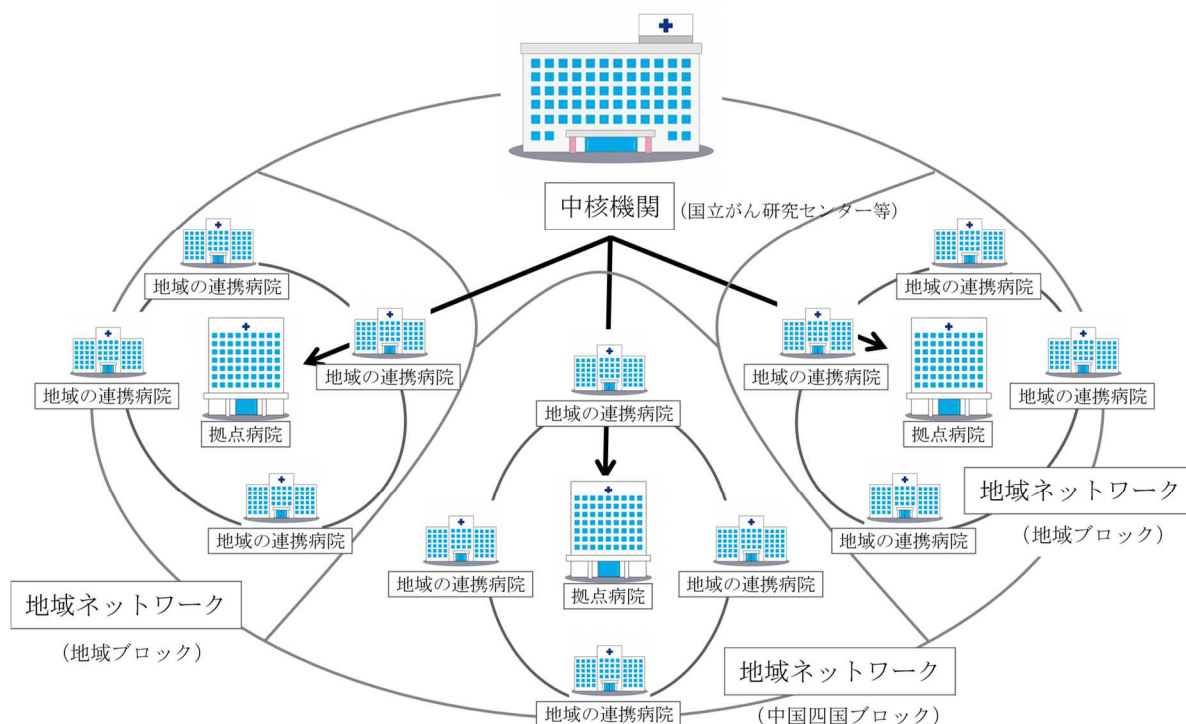 中核機関
(国立がん研究センター等)
地域の連携病院
地域の連携病院
地域の連携病院
拠点病院
地域の連携病院
地域ネットワーク
(地域ブロック)
地域の連携病院
地域の連携病院
拠点病院
地域の連携病院
地域の連携病院
地域ネットワーク
(中国四国ブロック)
地域の連携病院
地域の連携病院
拠点病院
地域の連携病院
地域の連携病院
地域ネットワーク
(地域ブロック)